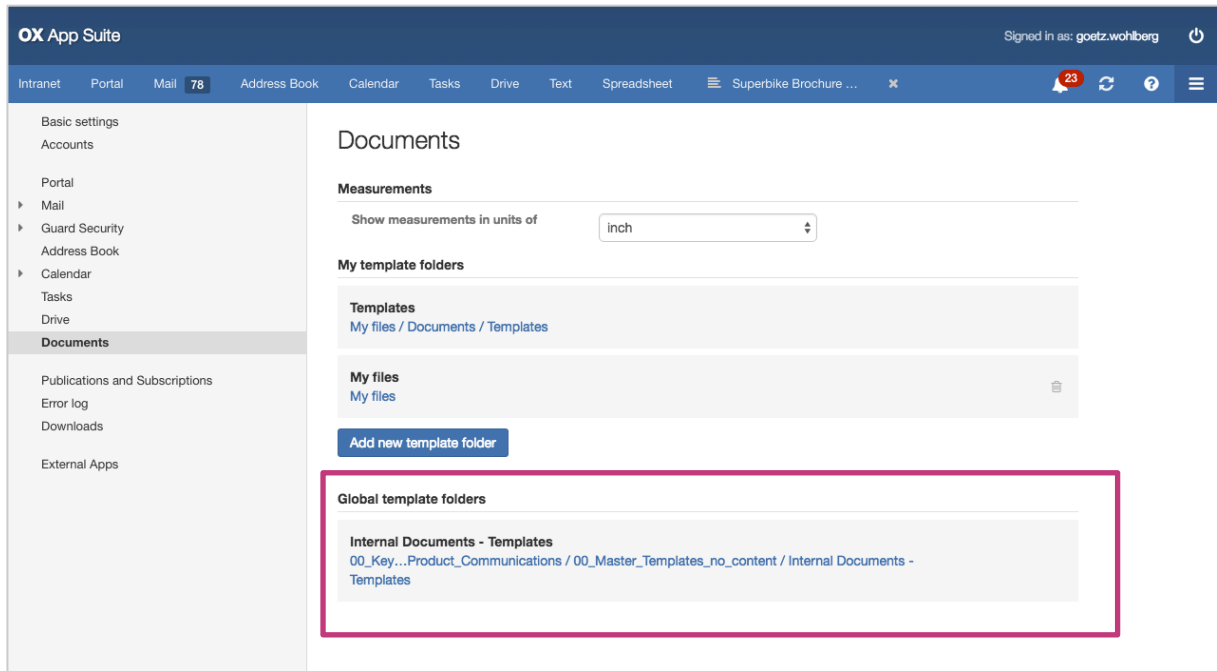 OX App Suite
Signed in as: goetz.wohlberg
Intranet Portal Mail 78 Address Book Calendar Tasks Drive Text Spreadsheet Superbike Brochure ... 23
Basic settings
Accounts
Portal
Mail
Guard Security
Address Book
Calendar
Tasks
Drive
Documents
Publications and Subscriptions
Error log
Downloads
External Apps
Documents
Measurements
Show measurements in units of inch
My template folders
Templates
My files / Documents / Templates
My files
My files
Add new template folder
Global template folders
Internal Documents - Templates
00_Key...Product_Communications / 00_Master_Templates_no_content / Internal Documents -
Templates